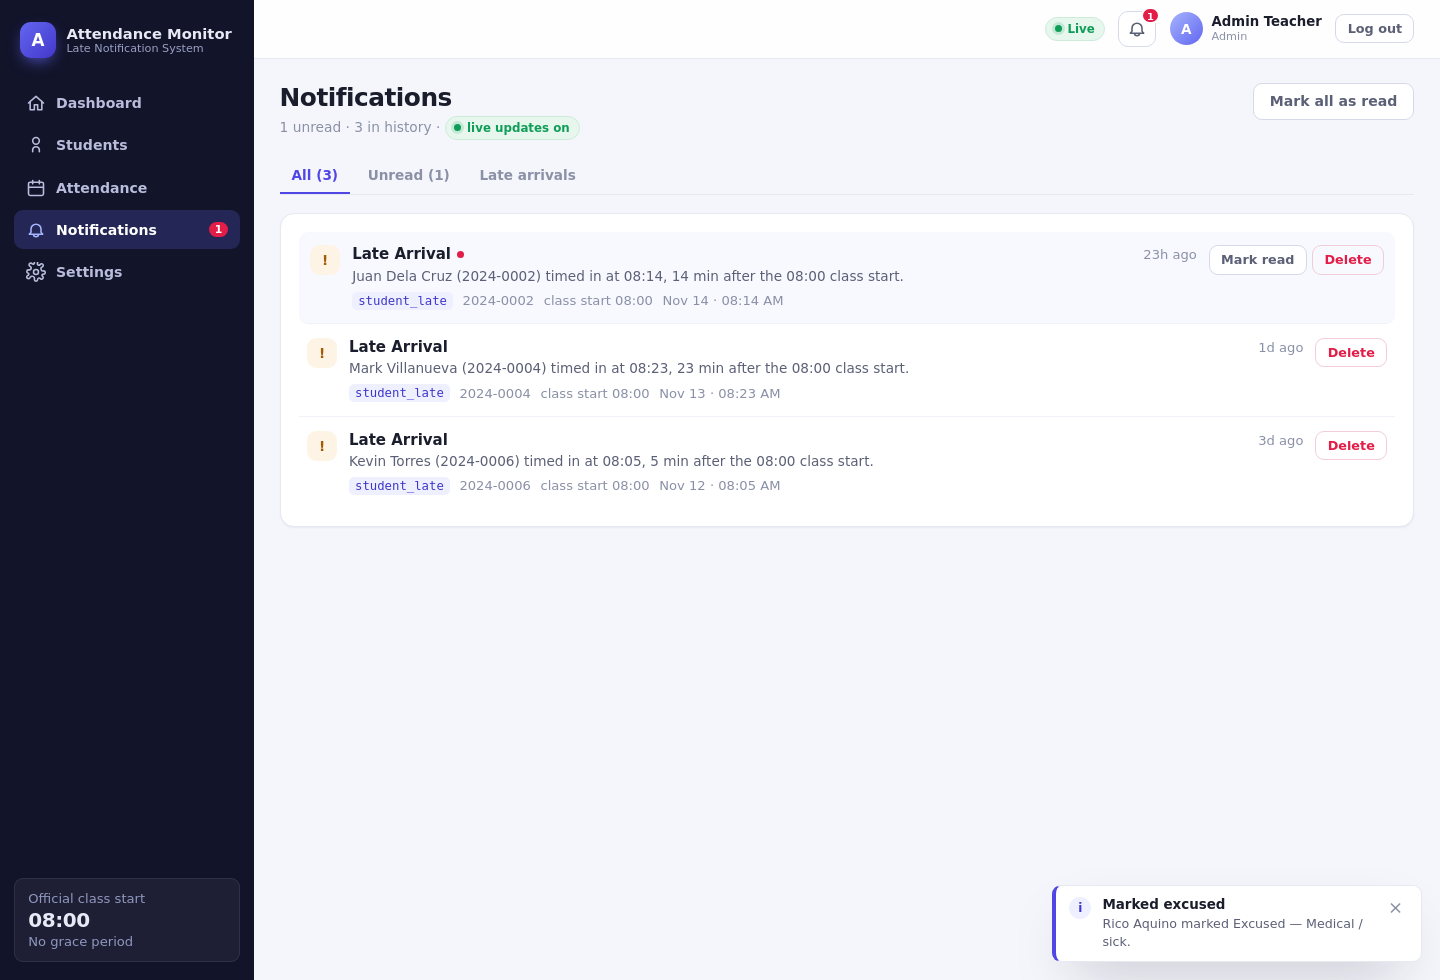 A
Attendance Monitor
Late Notification System
Dashboard
Students
Attendance
Notifications
1
Settings
Official class start
08:00
No grace period
Live
1
A
Admin Teacher
Admin
Log out
Notifications
1 unread · 3 in history · live updates on
Mark all as read
All (3)
Unread (1)
Late arrivals
!
Late Arrival
23h ago
Mark read
Delete
Juan Dela Cruz (2024-0002) timed in at 08:14, 14 min after the 08:00 class start.
student_late 2024-0002 class start 08:00 Nov 14 · 08:14 AM
!
Late Arrival
1d ago
Delete
Mark Villanueva (2024-0004) timed in at 08:23, 23 min after the 08:00 class start.
student_late 2024-0004 class start 08:00 Nov 13 · 08:23 AM
!
Late Arrival
3d ago
Delete
Kevin Torres (2024-0006) timed in at 08:05, 5 min after the 08:00 class start.
student_late 2024-0006 class start 08:00 Nov 12 · 08:05 AM
i
Marked excused
Rico Aquino marked Excused — Medical /
sick.